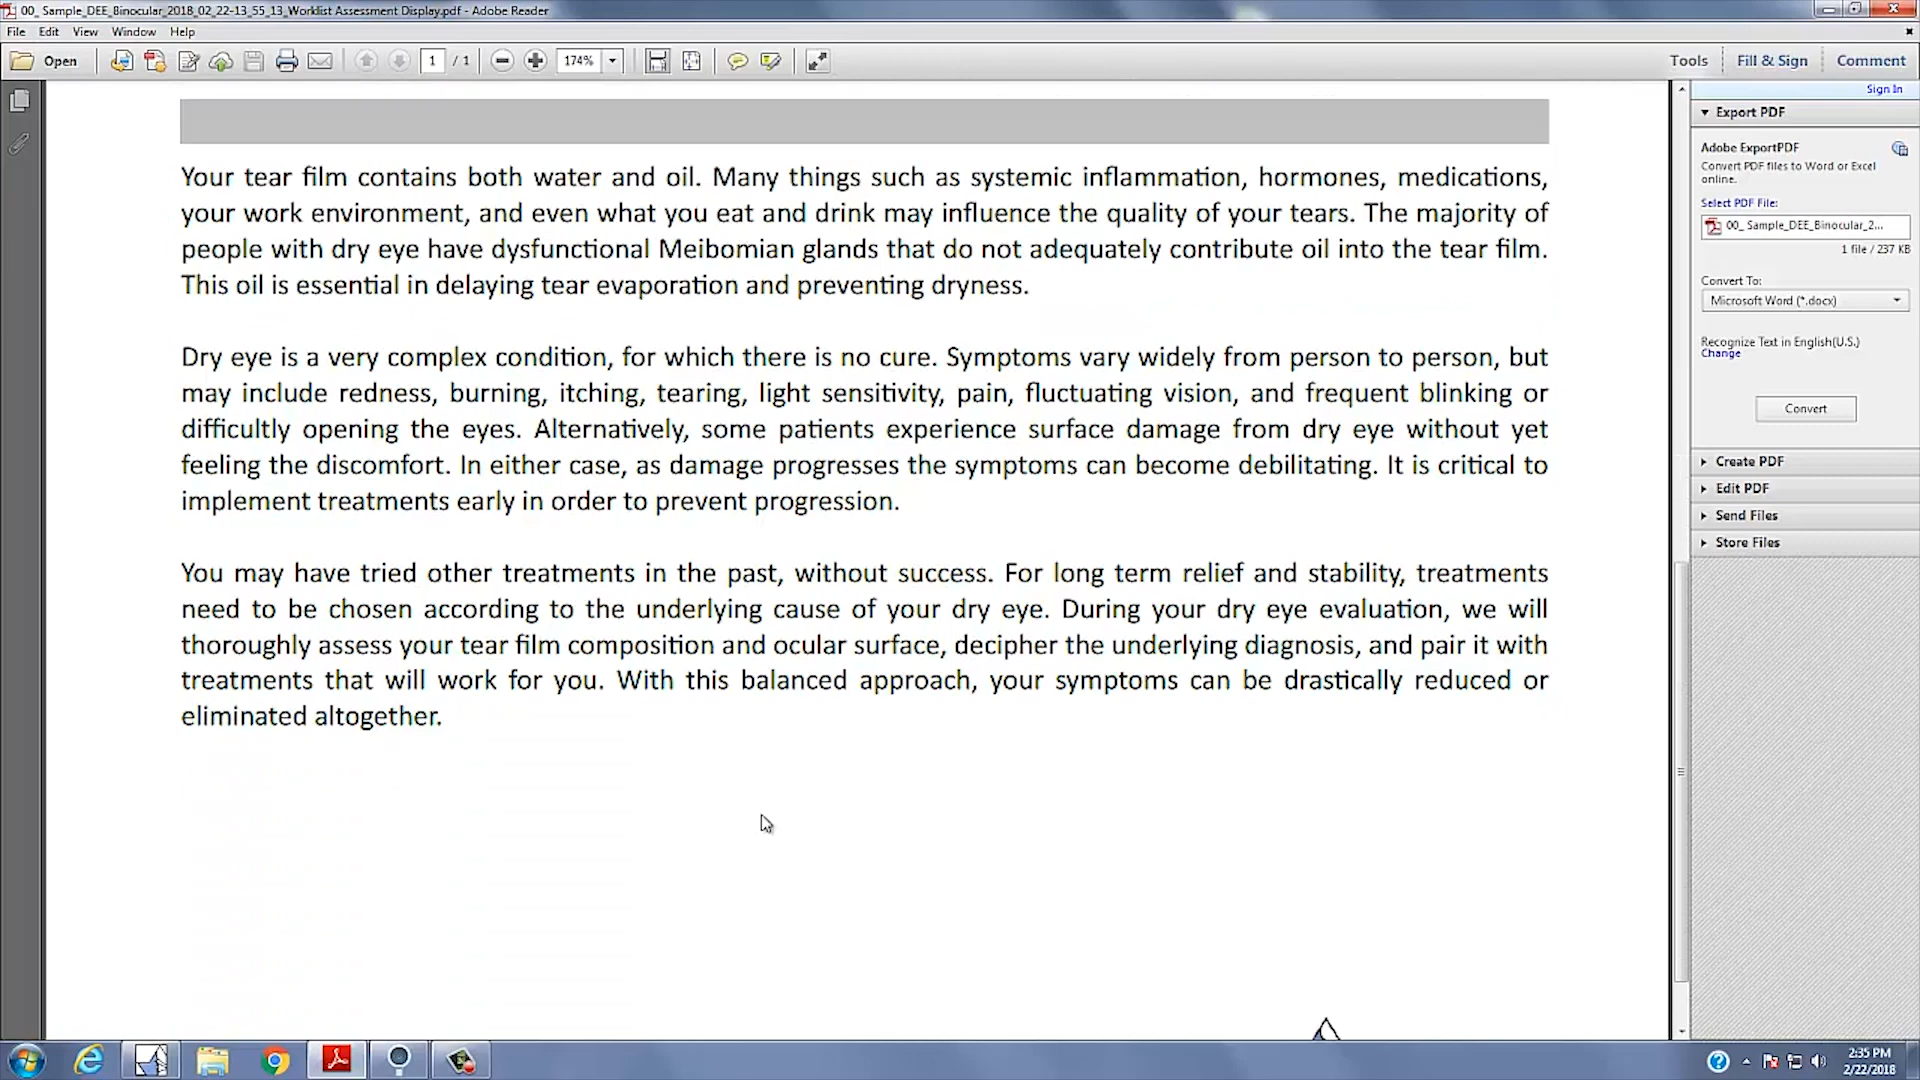 00_ Sample_DEE_Binocular_2018_02_22-13_55_13_Worklist Assessment Display.pdf - Adobe Reader
File Edit View Window Help
Open 1 / 1 174% Tools Fill & Sign Comment
Sign In
Export PDF
Adobe ExportPDF
Convert PDF files to Word or Excel
online.
Select PDF File:
00_ Sample_DEE_Binocular_2...
1 file / 237 KB
Convert To:
Microsoft Word (*.docx)
Recognize Text in English(U.S.)
Change
Convert
Create PDF
Edit PDF
Send Files
Store Files
Your tear film contains both water and oil. Many things such as systemic inflammation, hormones, medications,
your work environment, and even what you eat and drink may influence the quality of your tears. The majority of
people with dry eye have dysfunctional Meibomian glands that do not adequately contribute oil into the tear film.
This oil is essential in delaying tear evaporation and preventing dryness.
Dry eye is a very complex condition, for which there is no cure. Symptoms vary widely from person to person, but
may include redness, burning, itching, tearing, light sensitivity, pain, fluctuating vision, and frequent blinking or
difficultly opening the eyes. Alternatively, some patients experience surface damage from dry eye without yet
feeling the discomfort. In either case, as damage progresses the symptoms can become debilitating. It is critical to
implement treatments early in order to prevent progression.
You may have tried other treatments in the past, without success. For long term relief and stability, treatments
need to be chosen according to the underlying cause of your dry eye. During your dry eye evaluation, we will
thoroughly assess your tear film composition and ocular surface, decipher the underlying diagnosis, and pair it with
treatments that will work for you. With this balanced approach, your symptoms can be drastically reduced or
eliminated altogether.
2:35 PM
2/22/2018